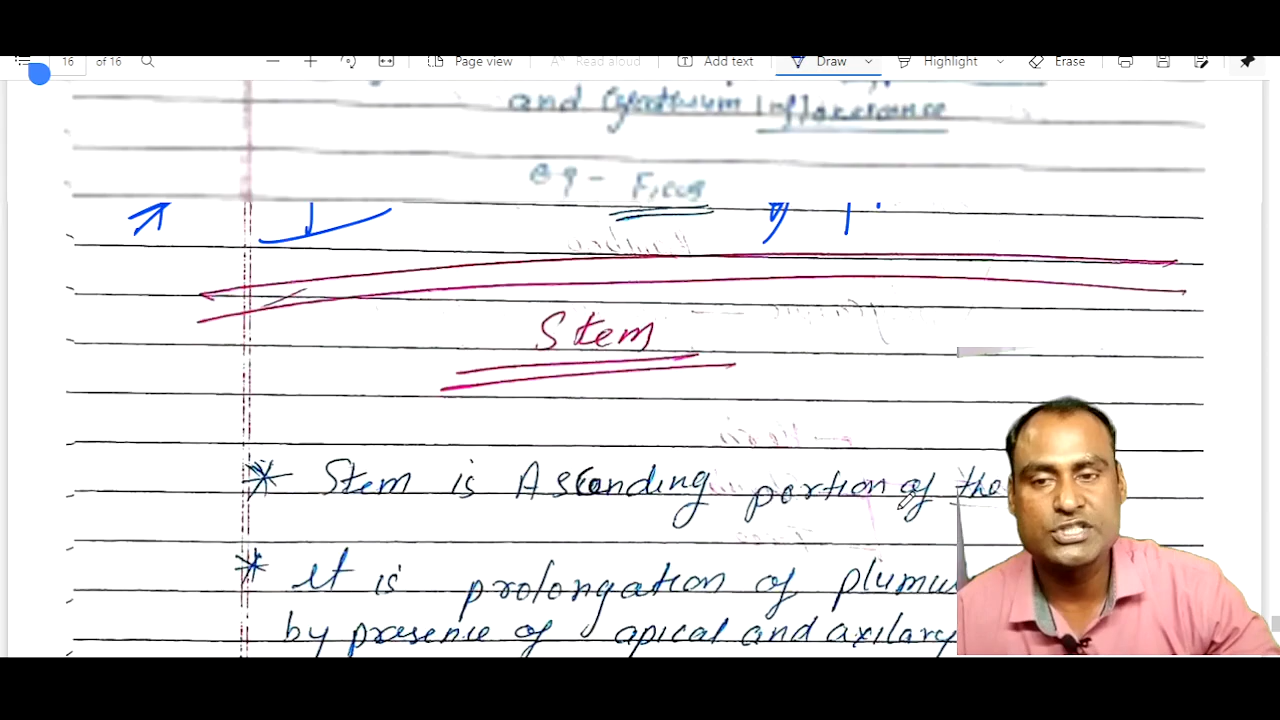 16 of 16 Page view Read aloud Add text Draw Highlight Erase
and Cyathium Infloxerance
eg - Ficus
Stem
* Stem is Ascending portion of the
* it is prolongation of plumu
by presence of apical and axilary